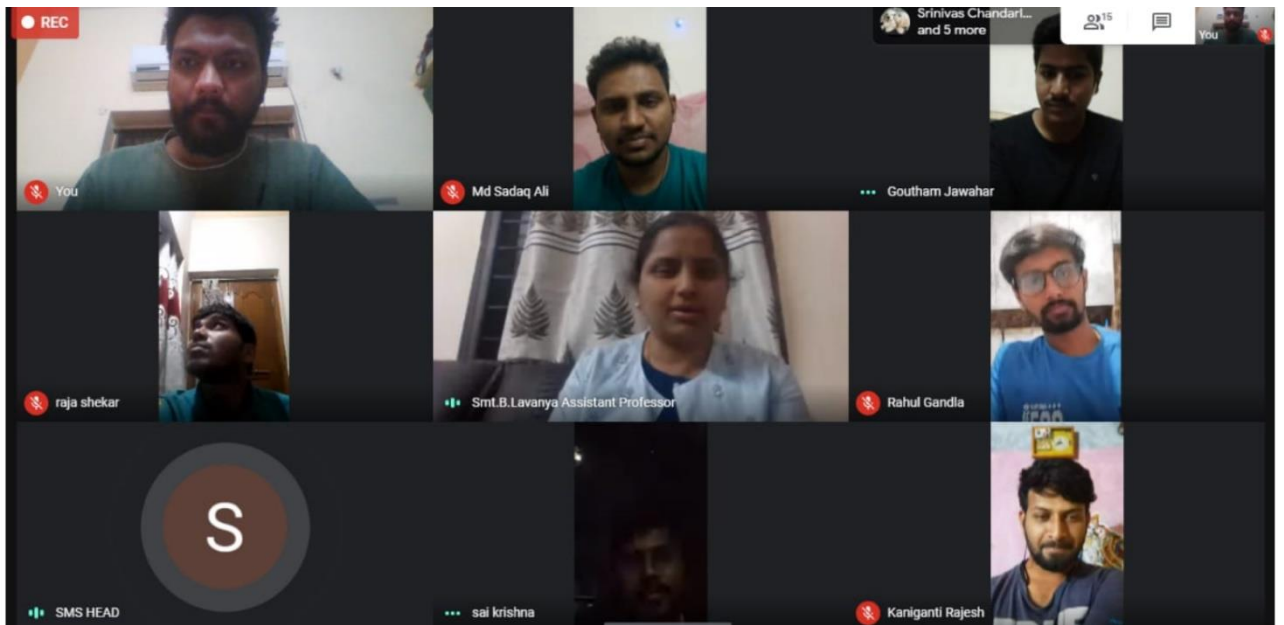 REC
Srinivas Chandarl...
and 5 more
15
You
You
Md Sadaq Ali
Goutham Jawahar
raja shekar
Smt.B.Lavanya Assistant Professor
Rahul Gandla
S
SMS HEAD
sai krishna
Kaniganti Rajesh